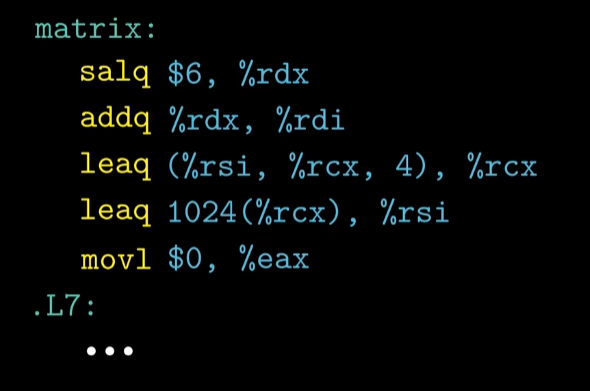 matrix:
salq $6, %rdx
addq %rdx, %rdi
leaq (%rsi, %rcx, 4), %rcx
leaq 1024(%rcx), %rsi
movl $0, %eax
.L7:
...